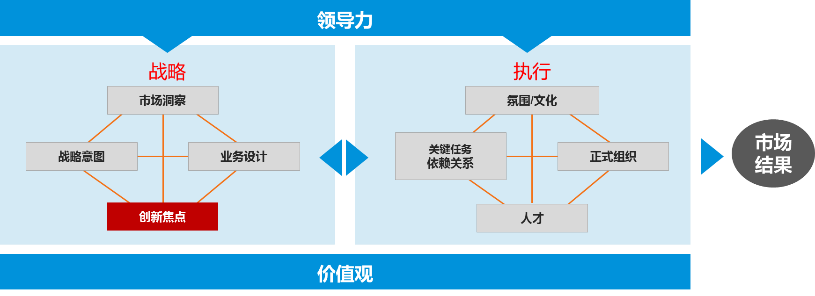 领导力
战略
市场洞察
战略意图
业务设计
创新焦点
执行
氛围/文化
关键任务
依赖关系
正式组织
人才
市场
结果
价值观